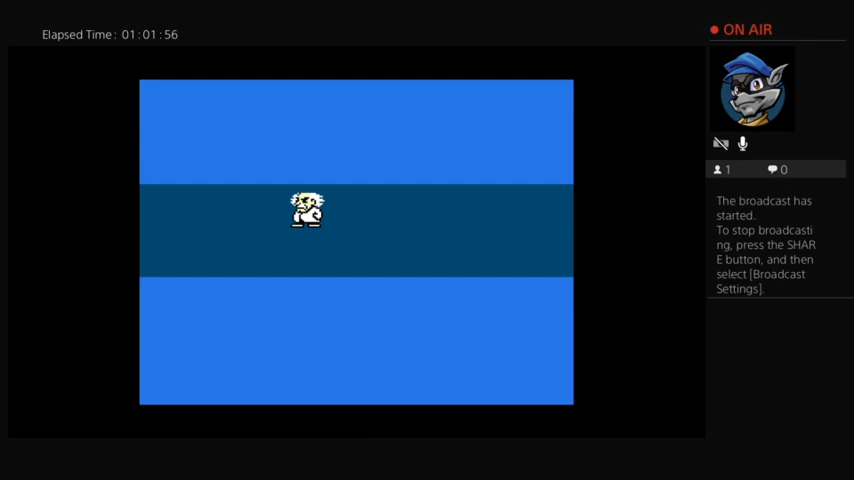 Elapsed Time: 01:01:56
ON AIR
1
0
The broadcast has
started.
To stop broadcasti
ng, press the SHAR
E button, and then
select [Broadcast
Settings].